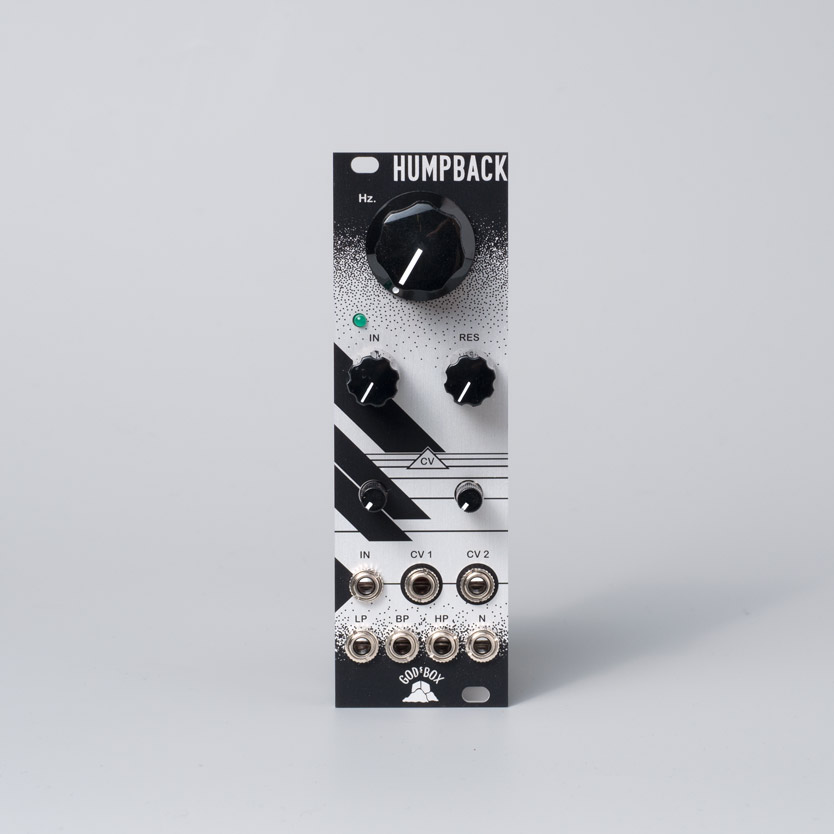 HUMPBACK
Hz.
IN RES
CV
IN CV 1 CV 2
LP BP HP N
GOD'S BOX